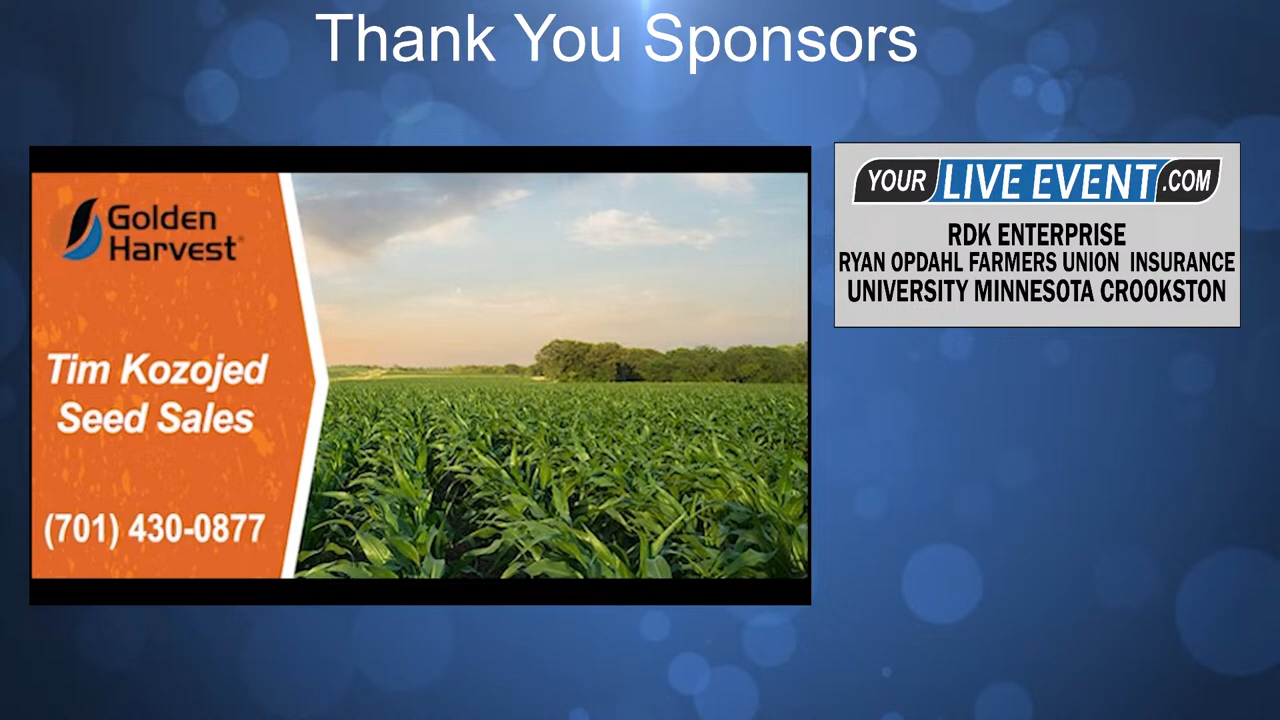 Thank You Sponsors
Golden
Harvest®
Tim Kozojed
Seed Sales
(701) 430-0877
YOUR LIVE EVENT .COM
RDK ENTERPRISE
RYAN OPDAHL FARMERS UNION INSURANCE
UNIVERSITY MINNESOTA CROOKSTON